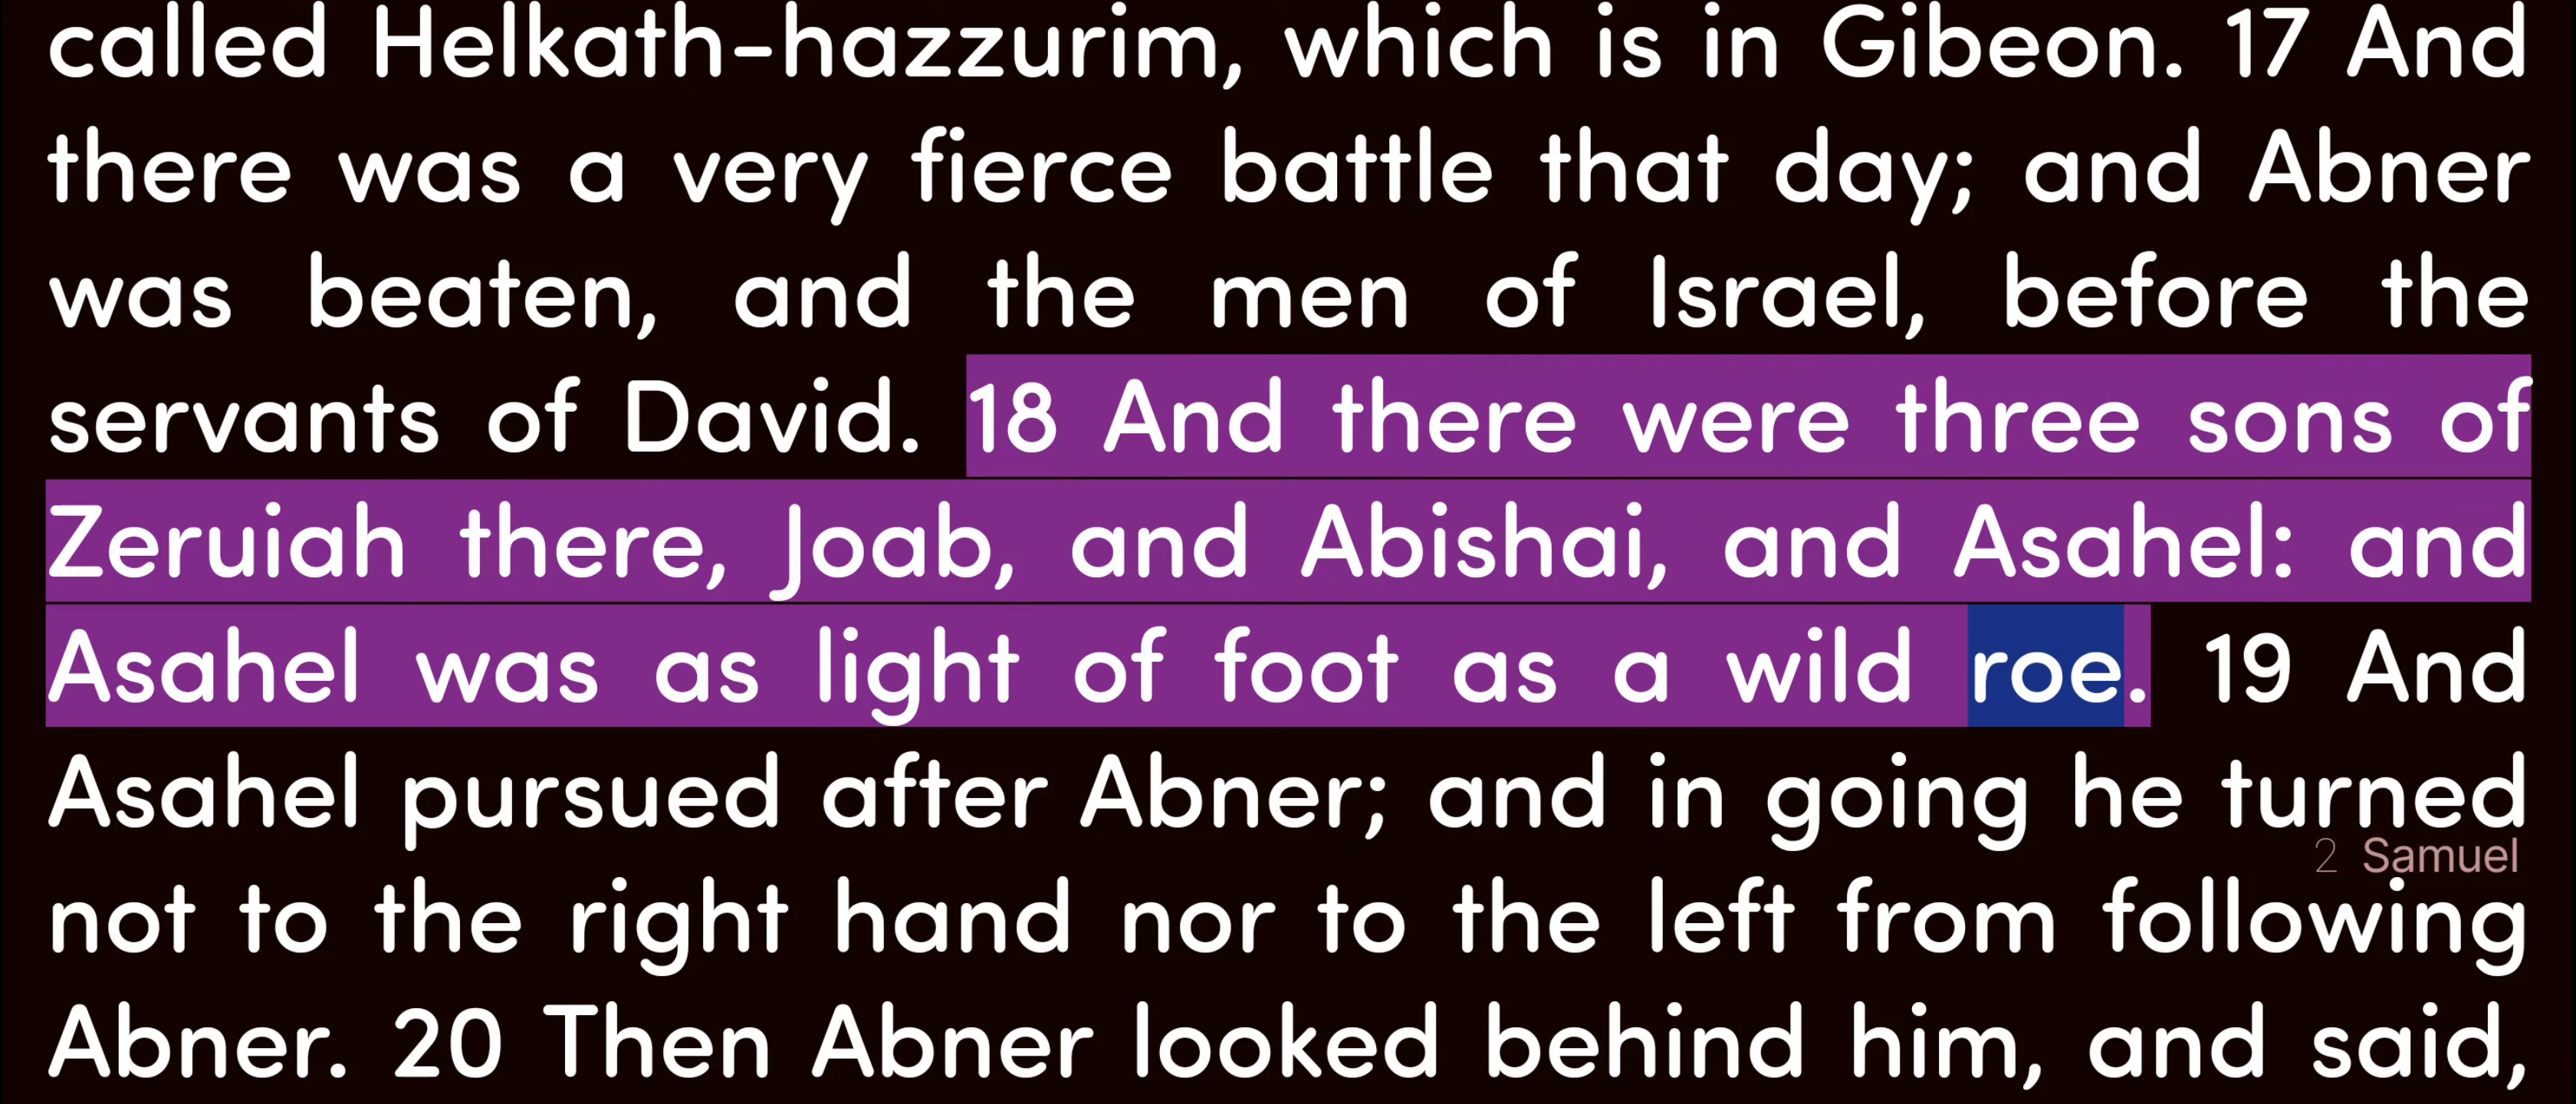 called Helkath-hazzurim, which is in Gibeon. 17 And
there was a very fierce battle that day; and Abner
was beaten, and the men of Israel, before the
servants of David. 18 And there were three sons of
Zeruiah there, Joab, and Abishai, and Asahel: and
Asahel was as light of foot as a wild roe. 19 And
Asahel pursued after Abner; and in going he turned
2 Samuel
not to the right hand nor to the left from following
Abner. 20 Then Abner looked behind him, and said,